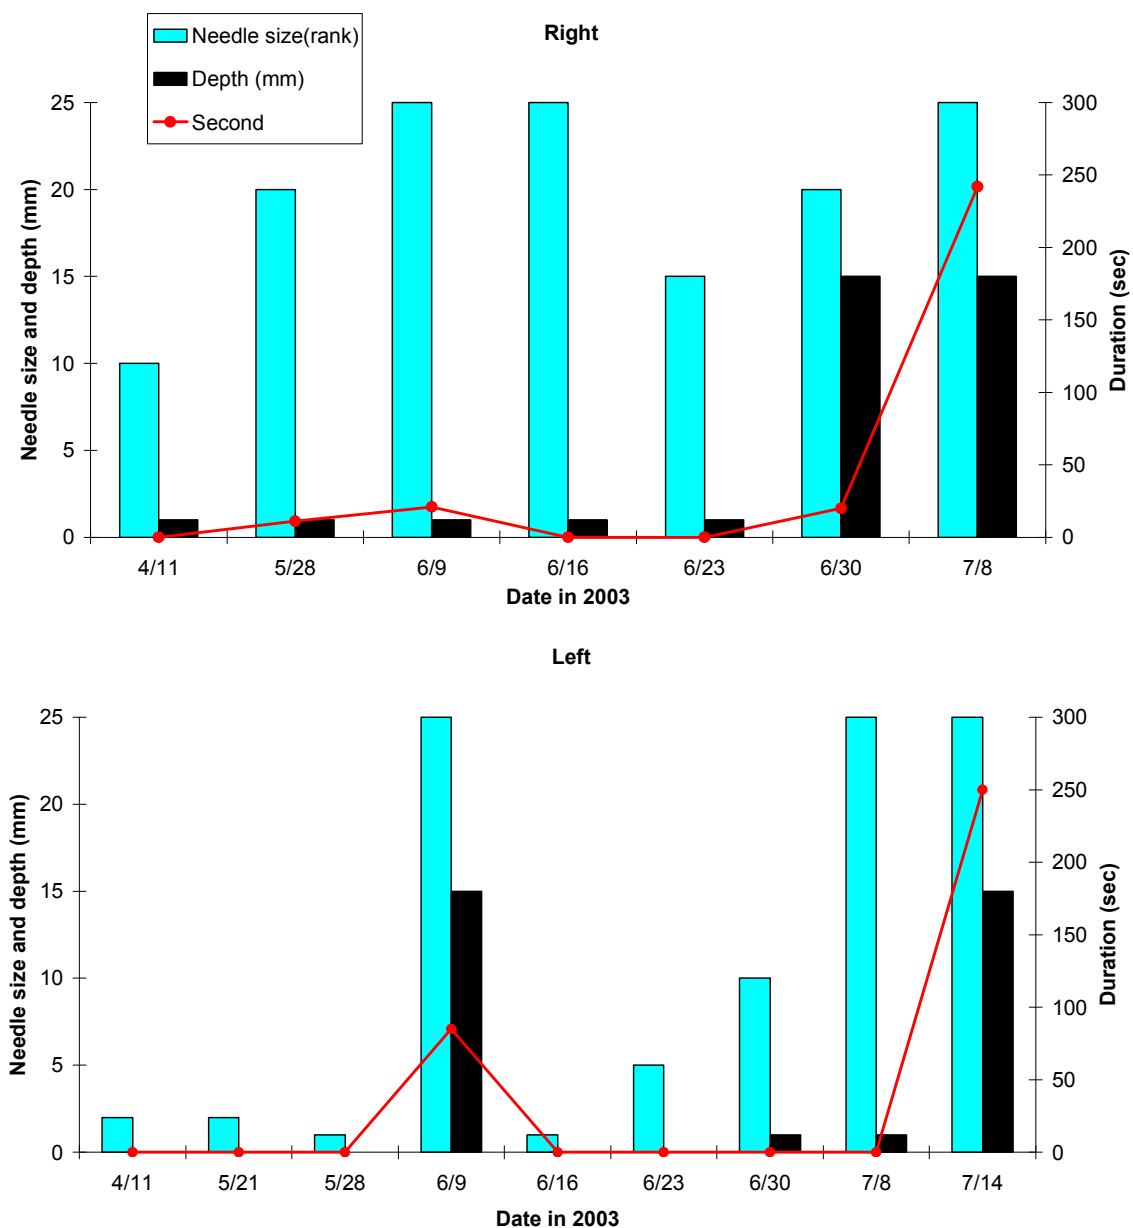 Right
Needle size(rank)
Depth (mm)
Second
Needle size and depth (mm)
25
20
15
10
5
0
300
250
200
150
100
50
0
Duration (sec)
4/11 5/28 6/9 6/16 6/23 6/30 7/8
Date in 2003
Left
Needle size and depth (mm)
25
20
15
10
5
0
300
250
200
150
100
50
0
Duration (sec)
4/11 5/21 5/28 6/9 6/16 6/23 6/30 7/8 7/14
Date in 2003